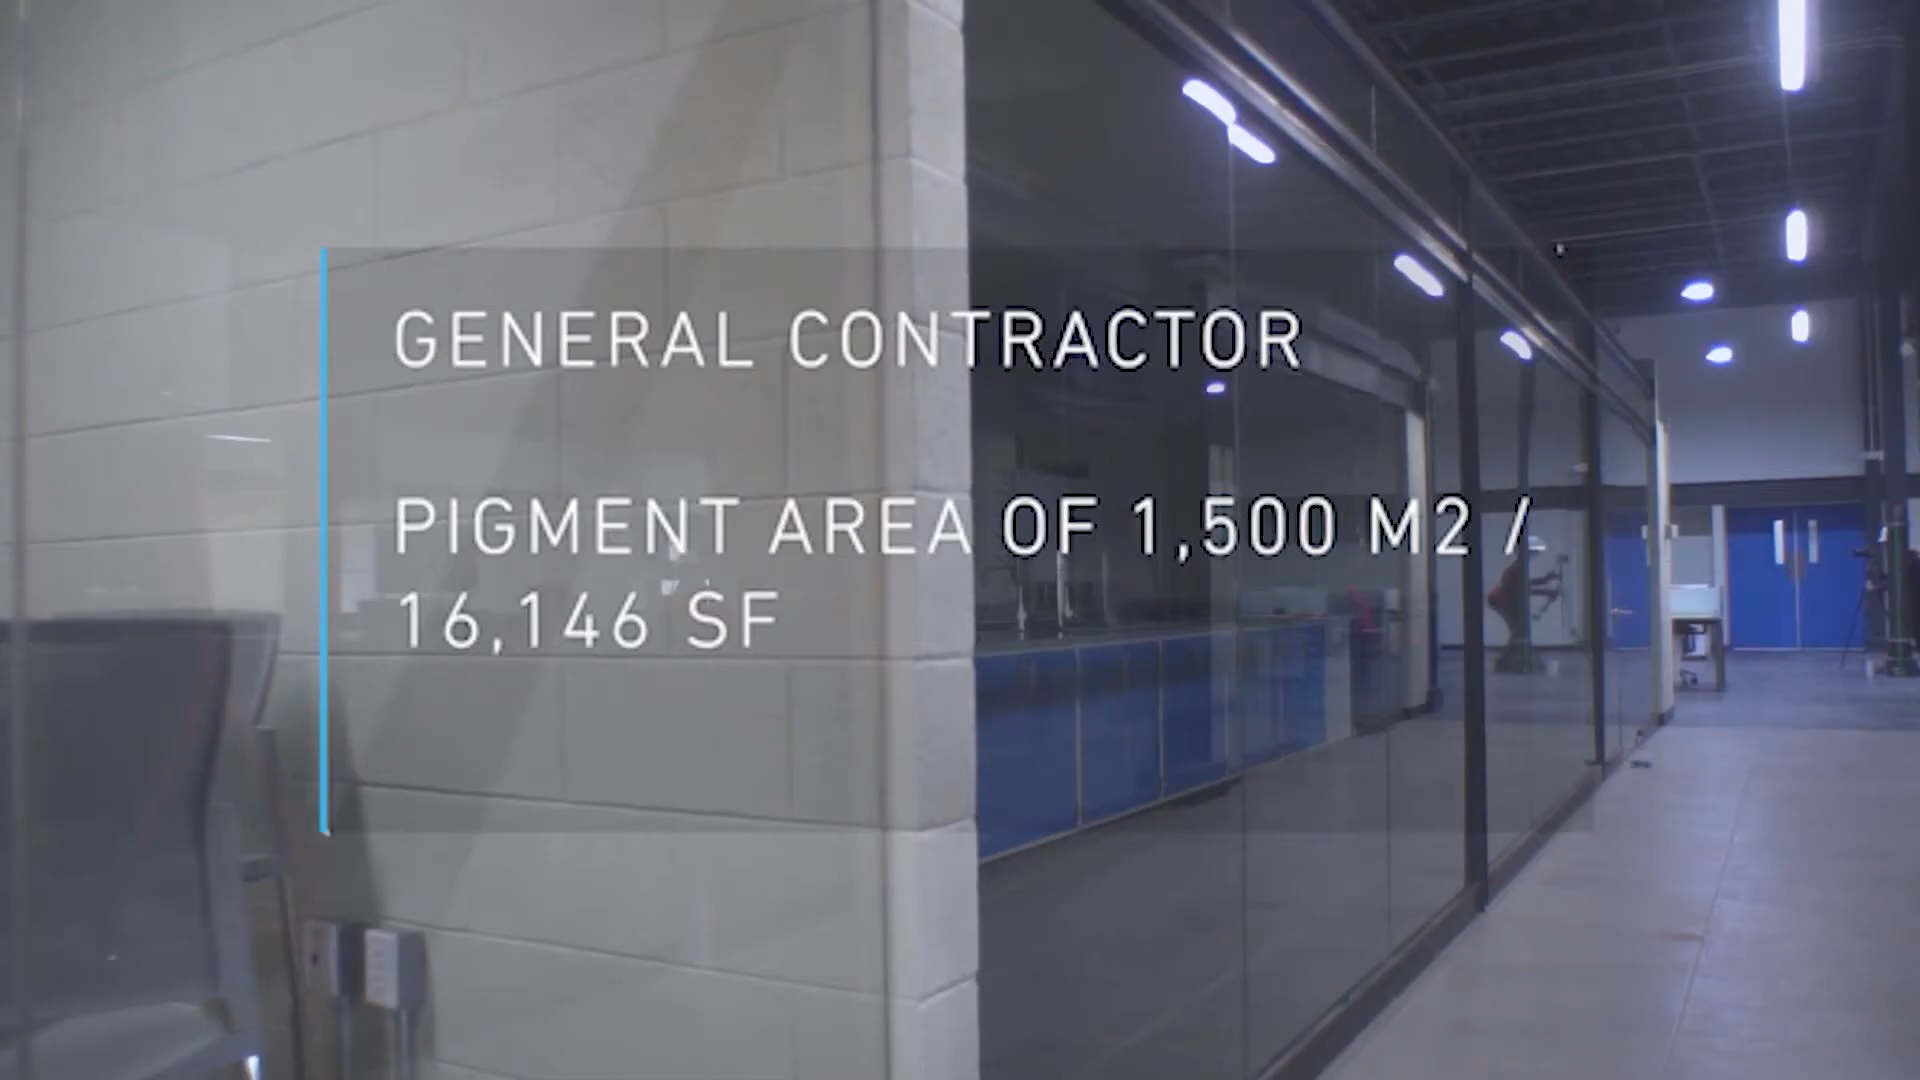 GENERAL CONTRACTOR
PIGMENT AREA OF 1,500 M2 /
16,146 SF